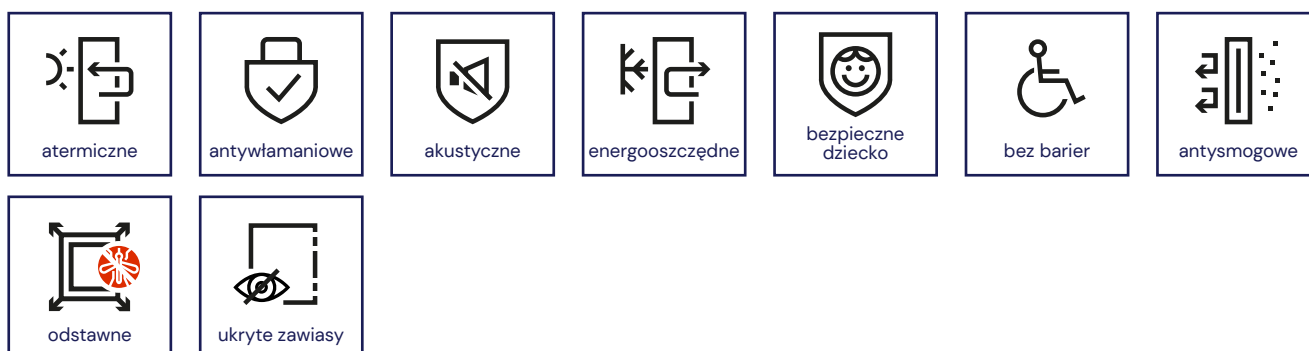 atermiczne
antywłamaniowe
akustyczne
energooszczędne
bezpieczne
dziecko
bez barier
antysmogowe
odstawne
ukryte zawiasy